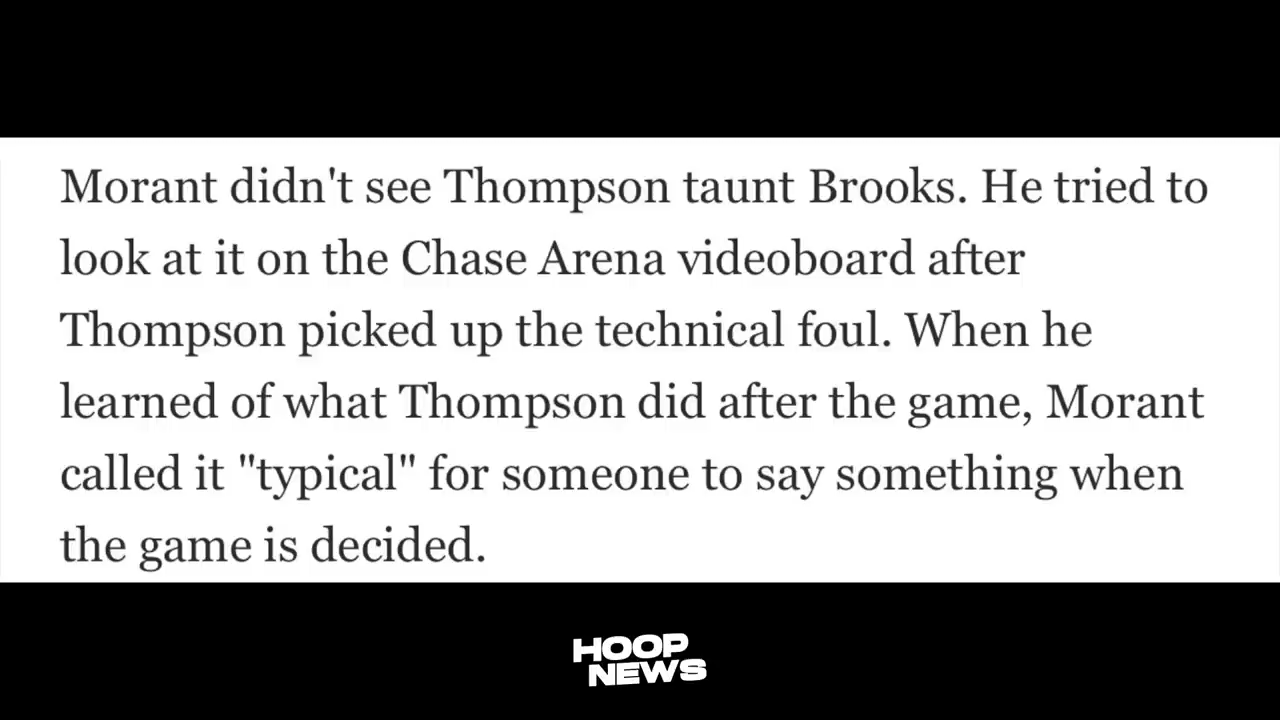 Morant didn't see Thompson taunt Brooks. He tried to
look at it on the Chase Arena videoboard after
Thompson picked up the technical foul. When he
learned of what Thompson did after the game, Morant
called it "typical" for someone to say something when
the game is decided.
HOOP
NEWS